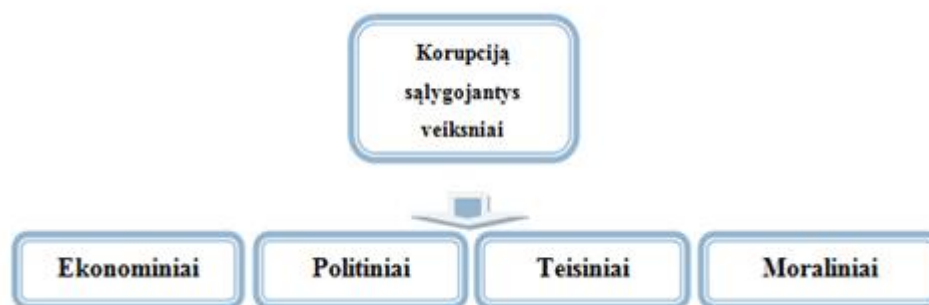 Korupciją
sąlygojantys
veiksniai
Ekonominiai
Politiniai
Teisiniai
Moraliniai